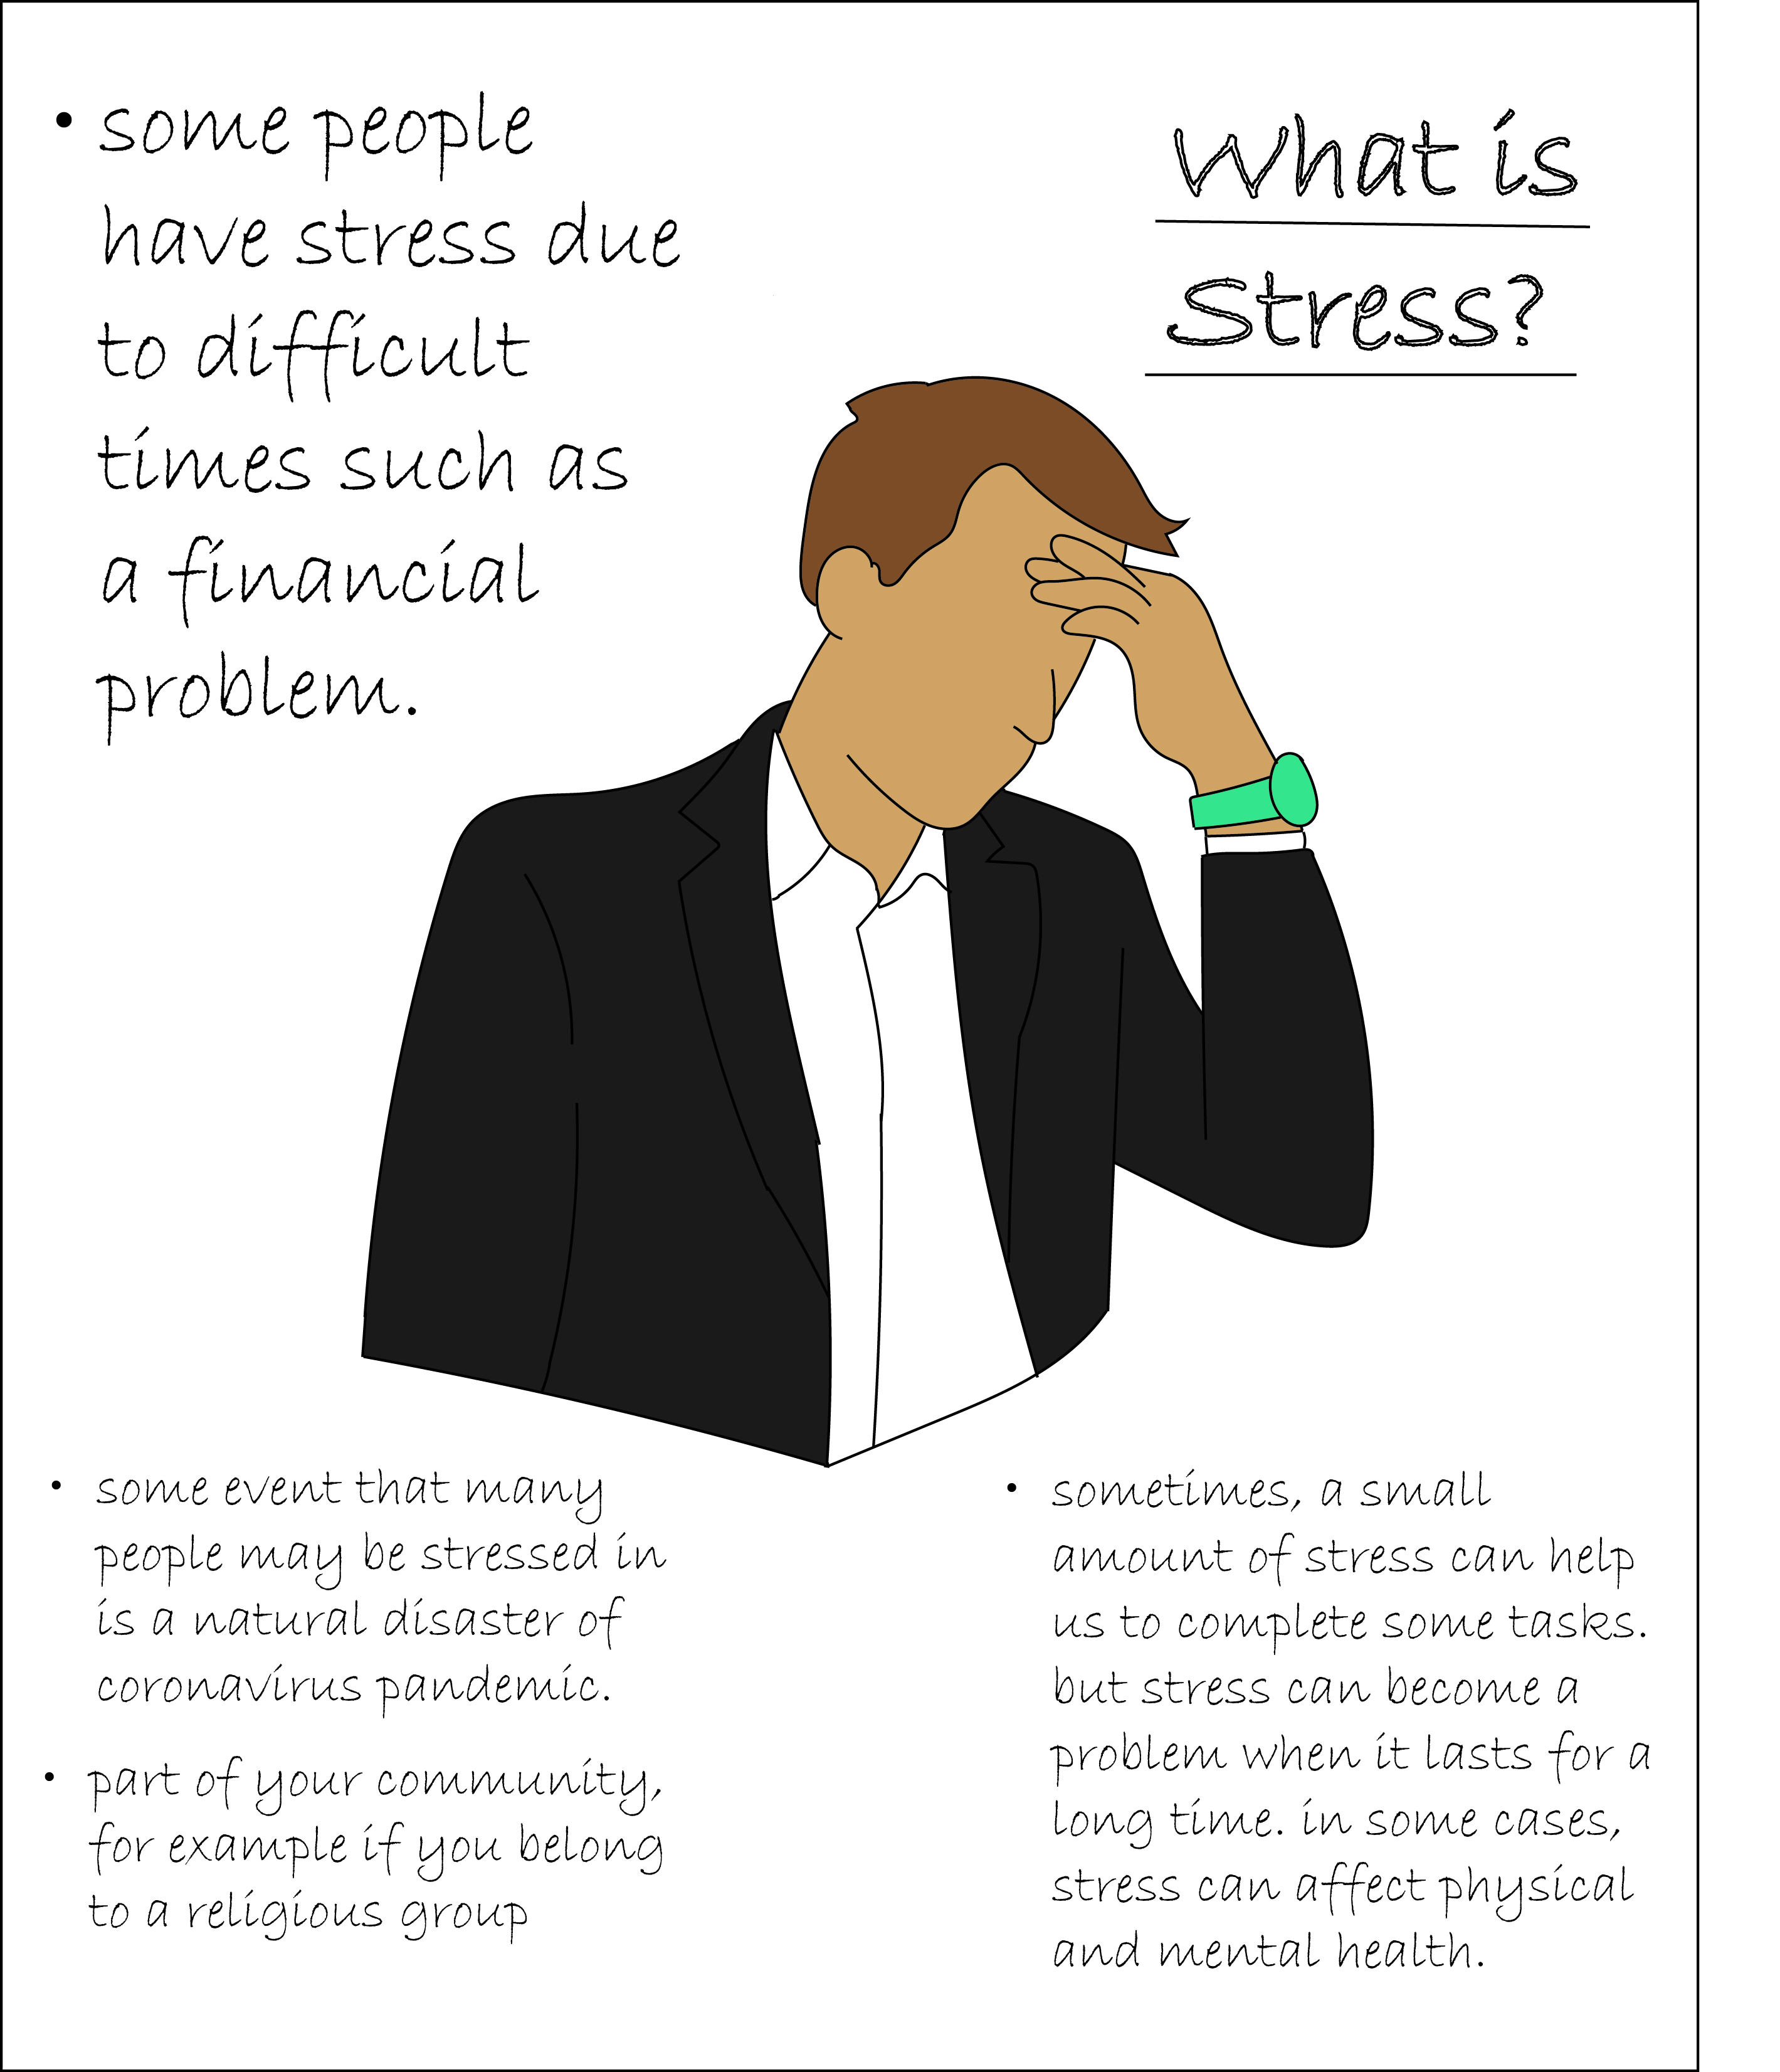 What is
Stress?
• some people
have stress due
to difficult
times such as
a financial
problem.
• some event that many
people may be stressed in
is a natural disaster of
coronavirus pandemic.
• part of your community,
for example if you belong
to a religious group
• sometimes, a small
amount of stress can help
us to complete some tasks.
but stress can become a
problem when it lasts for a
long time. in some cases,
stress can affect physical
and mental health.